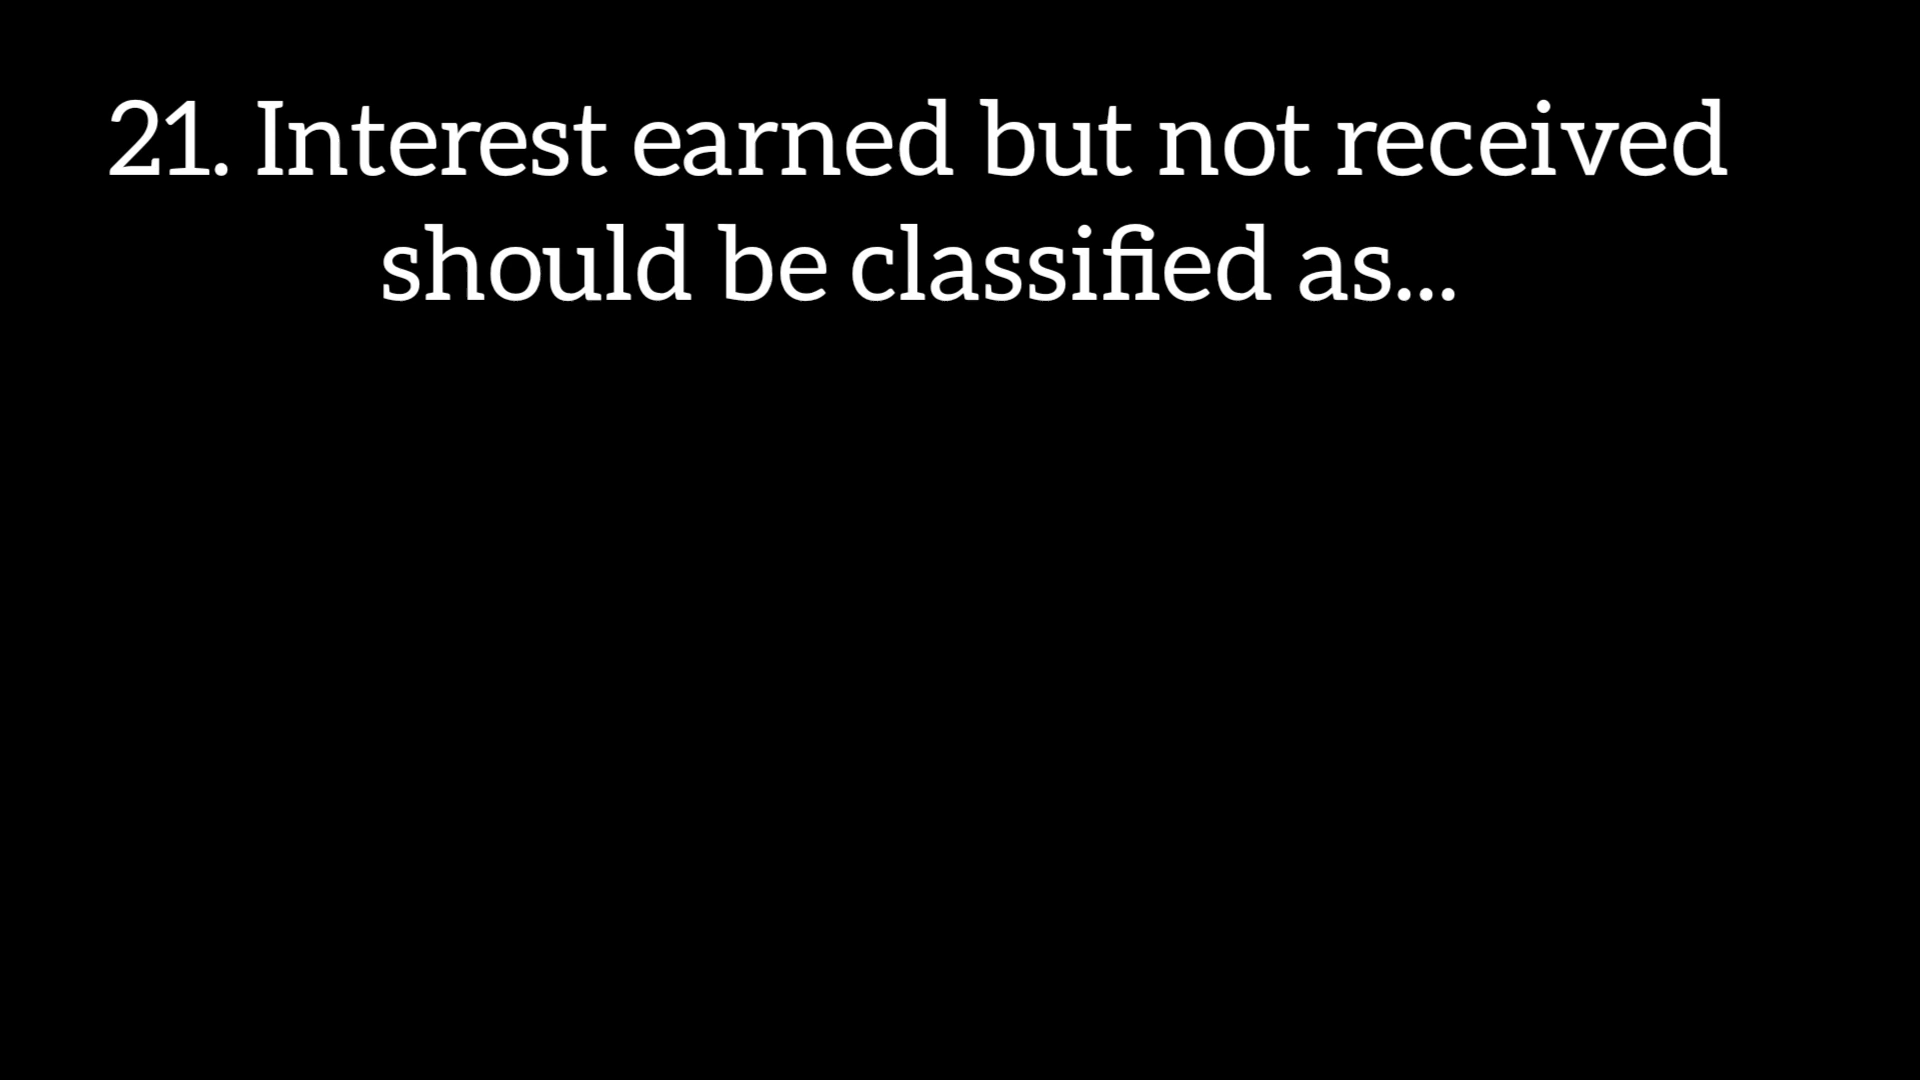 21. Interest earned but not received
should be classified as...